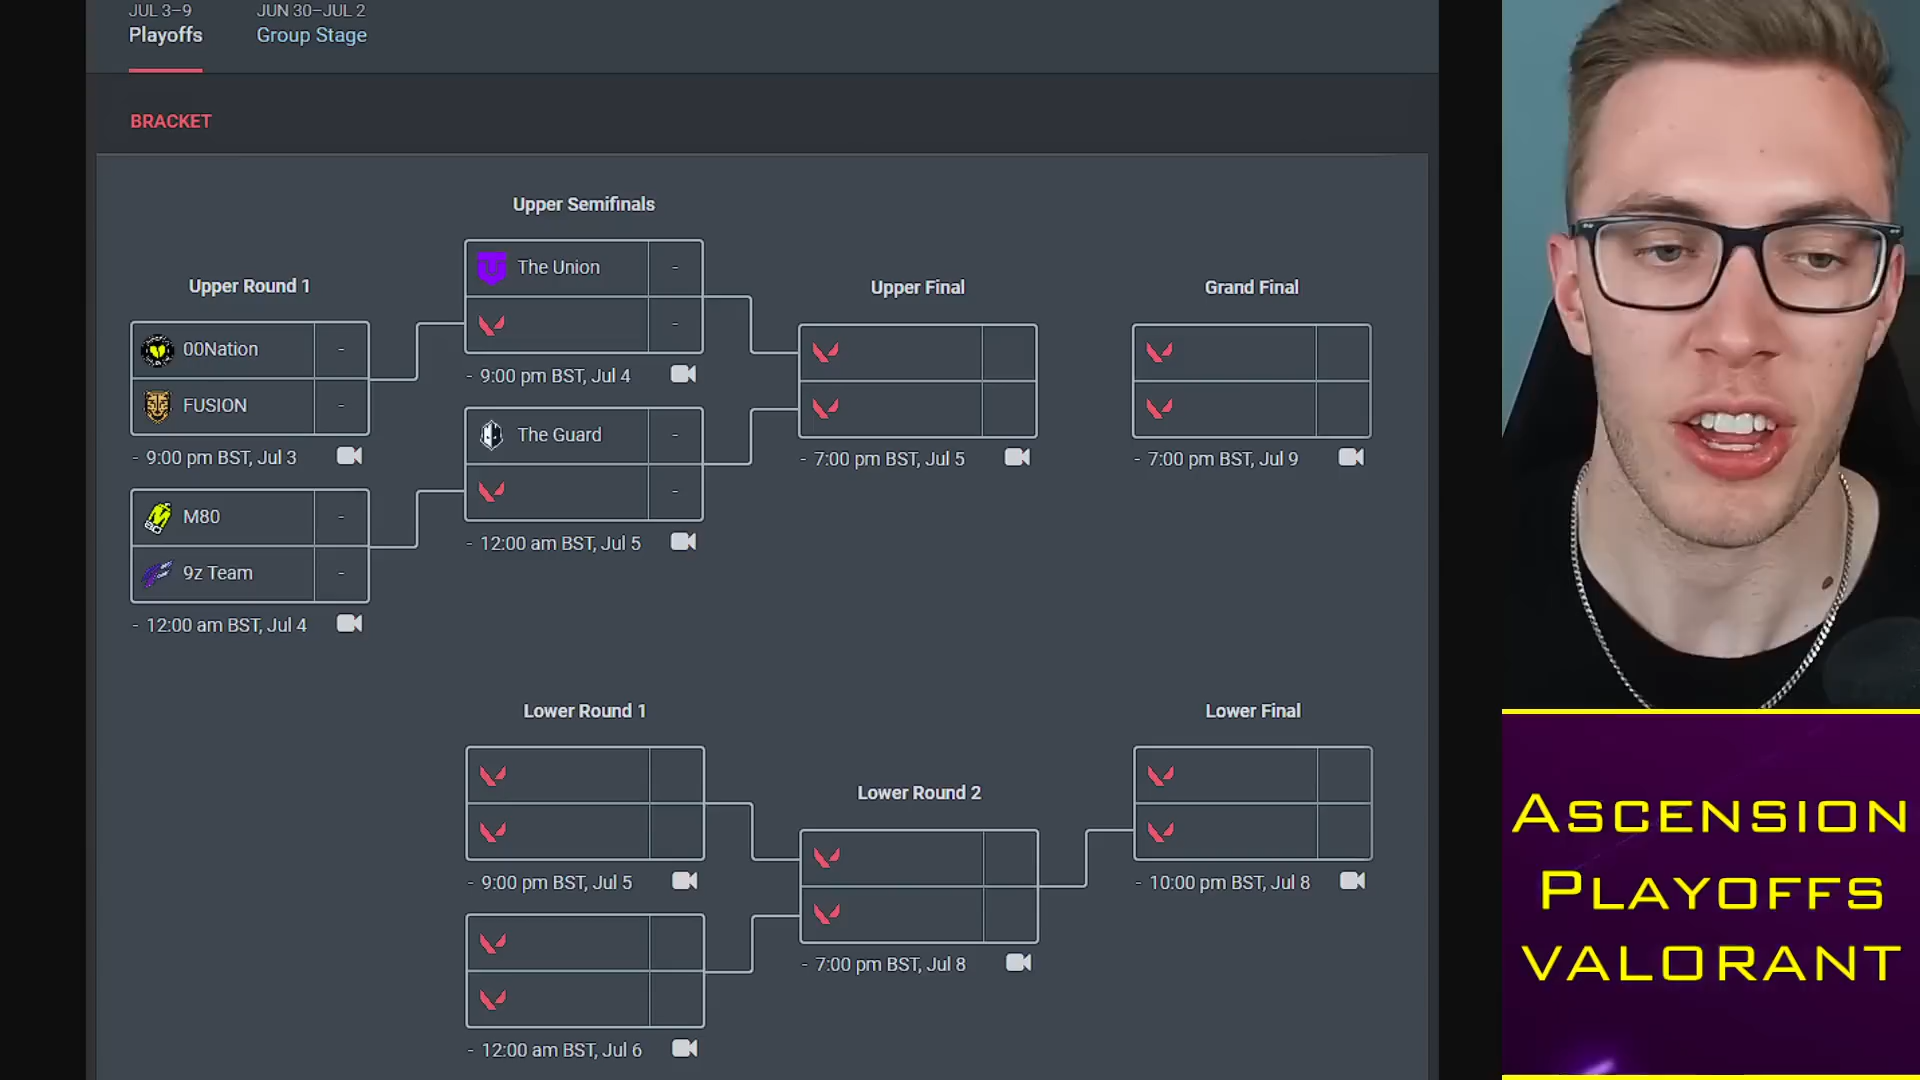 JUL 3–9
Playoffs
JUN 30–JUL 2
Group Stage
BRACKET
Upper Round 1
00Nation -
FUSION -
- 9:00 pm BST, Jul 3
M80 -
9z Team -
- 12:00 am BST, Jul 4
Upper Semifinals
The Union -
-
- 9:00 pm BST, Jul 4
The Guard -
-
- 12:00 am BST, Jul 5
Upper Final
- 7:00 pm BST, Jul 5
Grand Final
- 7:00 pm BST, Jul 9
Lower Round 1
- 9:00 pm BST, Jul 5
- 12:00 am BST, Jul 6
Lower Round 2
- 7:00 pm BST, Jul 8
Lower Final
- 10:00 pm BST, Jul 8
ASCENSION
PLAYOFFS
VALORANT